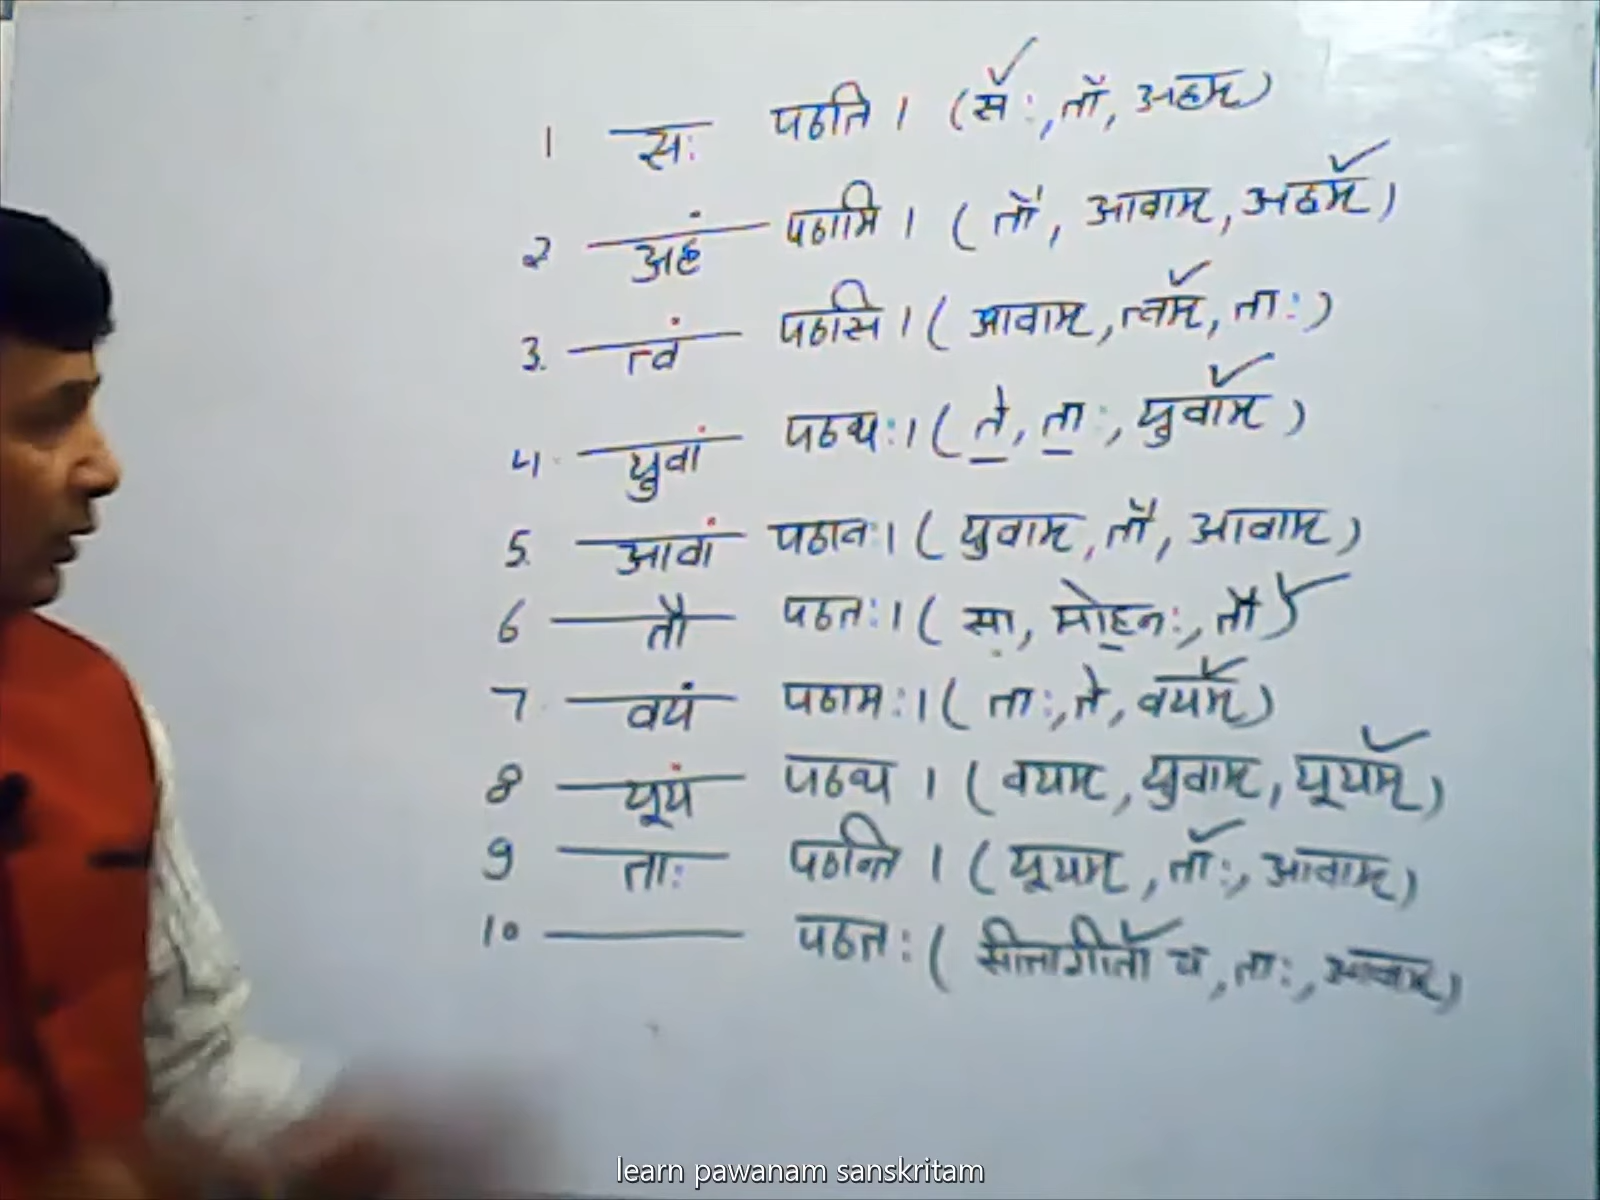 1 सः पठति । (सः, तौ, अहम्)
२ अहं पठामि । ( तौ, आवाम्, अहम्)
3. त्वं पठसि । ( आवाम्, त्वम्, ताः)
4. युवां पठथः । ( ते, ताः, युवाम्)
5. आवां पठावः । ( युवाम्, तौ, आवाम्)
6 तौ पठतः । ( सा, मोहनः, तौ)
7. वयं पठामः । ( ताः, ते, वयम्)
8 यूयं पठथ । ( वयम्, युवाम्, यूयम्)
9 ताः पठन्ति । ( यूयम्, ताः, आवाम्)
10 ____ पठतः ( सीतागीता च, ताः, आवाम्)
learn pawanam sanskritam